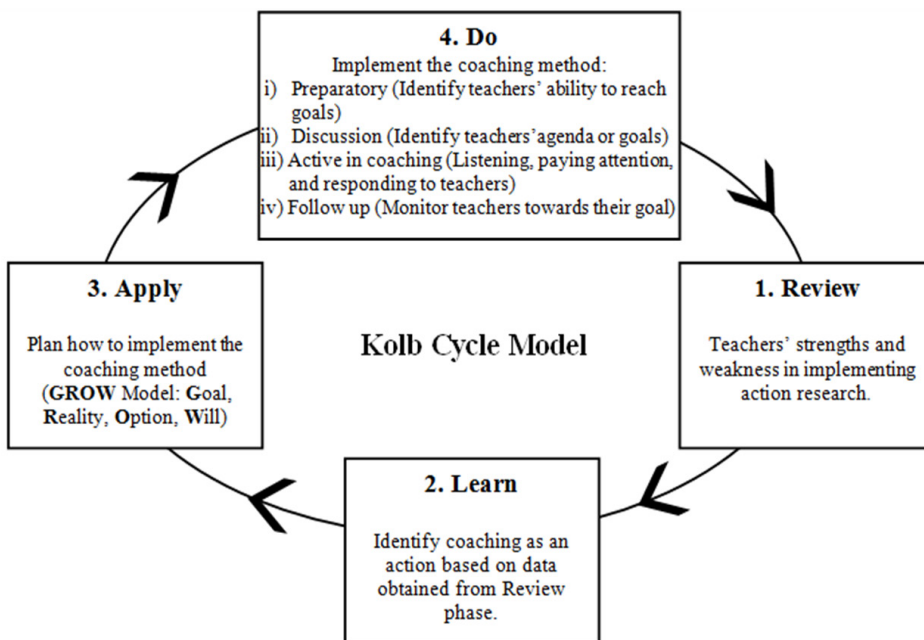 4. Do
Implement the coaching method:
i) Preparatory (Identify teachers' ability to reach
goals)
ii) Discussion (Identify teachers'agenda or goals)
iii) Active in coaching (Listening, paying attention,
and responding to teachers)
iv) Follow up (Monitor teachers towards their goal)
3. Apply
Plan how to implement the
coaching method
(GROW Model: Goal,
Reality, Option, Will)
Kolb Cycle Model
1. Review
Teachers' strengths and
weakness in implementing
action research.
2. Learn
Identify coaching as an
action based on data
obtained from Review
phase.